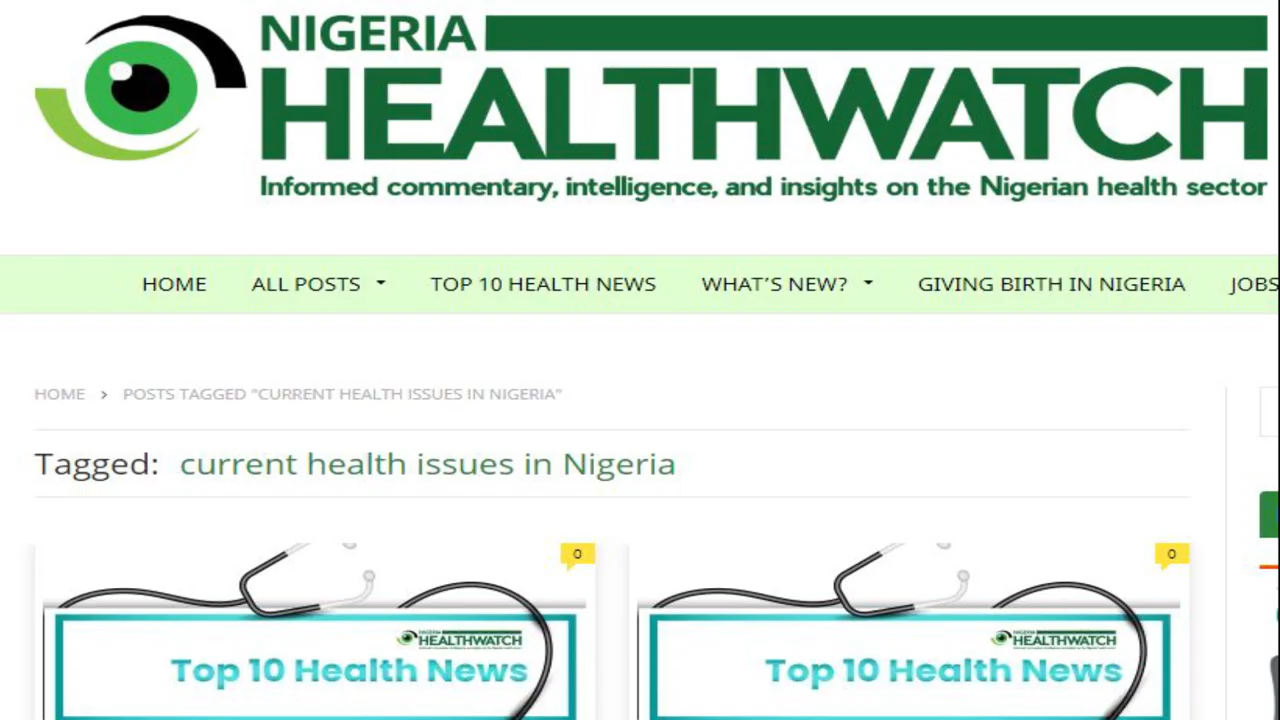 NIGERIA
HEALTHWATCH
Informed commentary, intelligence, and insights on the Nigerian health sector
HOME ALL POSTS TOP 10 HEALTH NEWS WHAT'S NEW? GIVING BIRTH IN NIGERIA JOBS
HOME > POSTS TAGGED "CURRENT HEALTH ISSUES IN NIGERIA"
Tagged: current health issues in Nigeria
0 0
NIGERIA NIGERIA
HEALTHWATCH HEALTHWATCH
Top 10 Health News Top 10 Health News